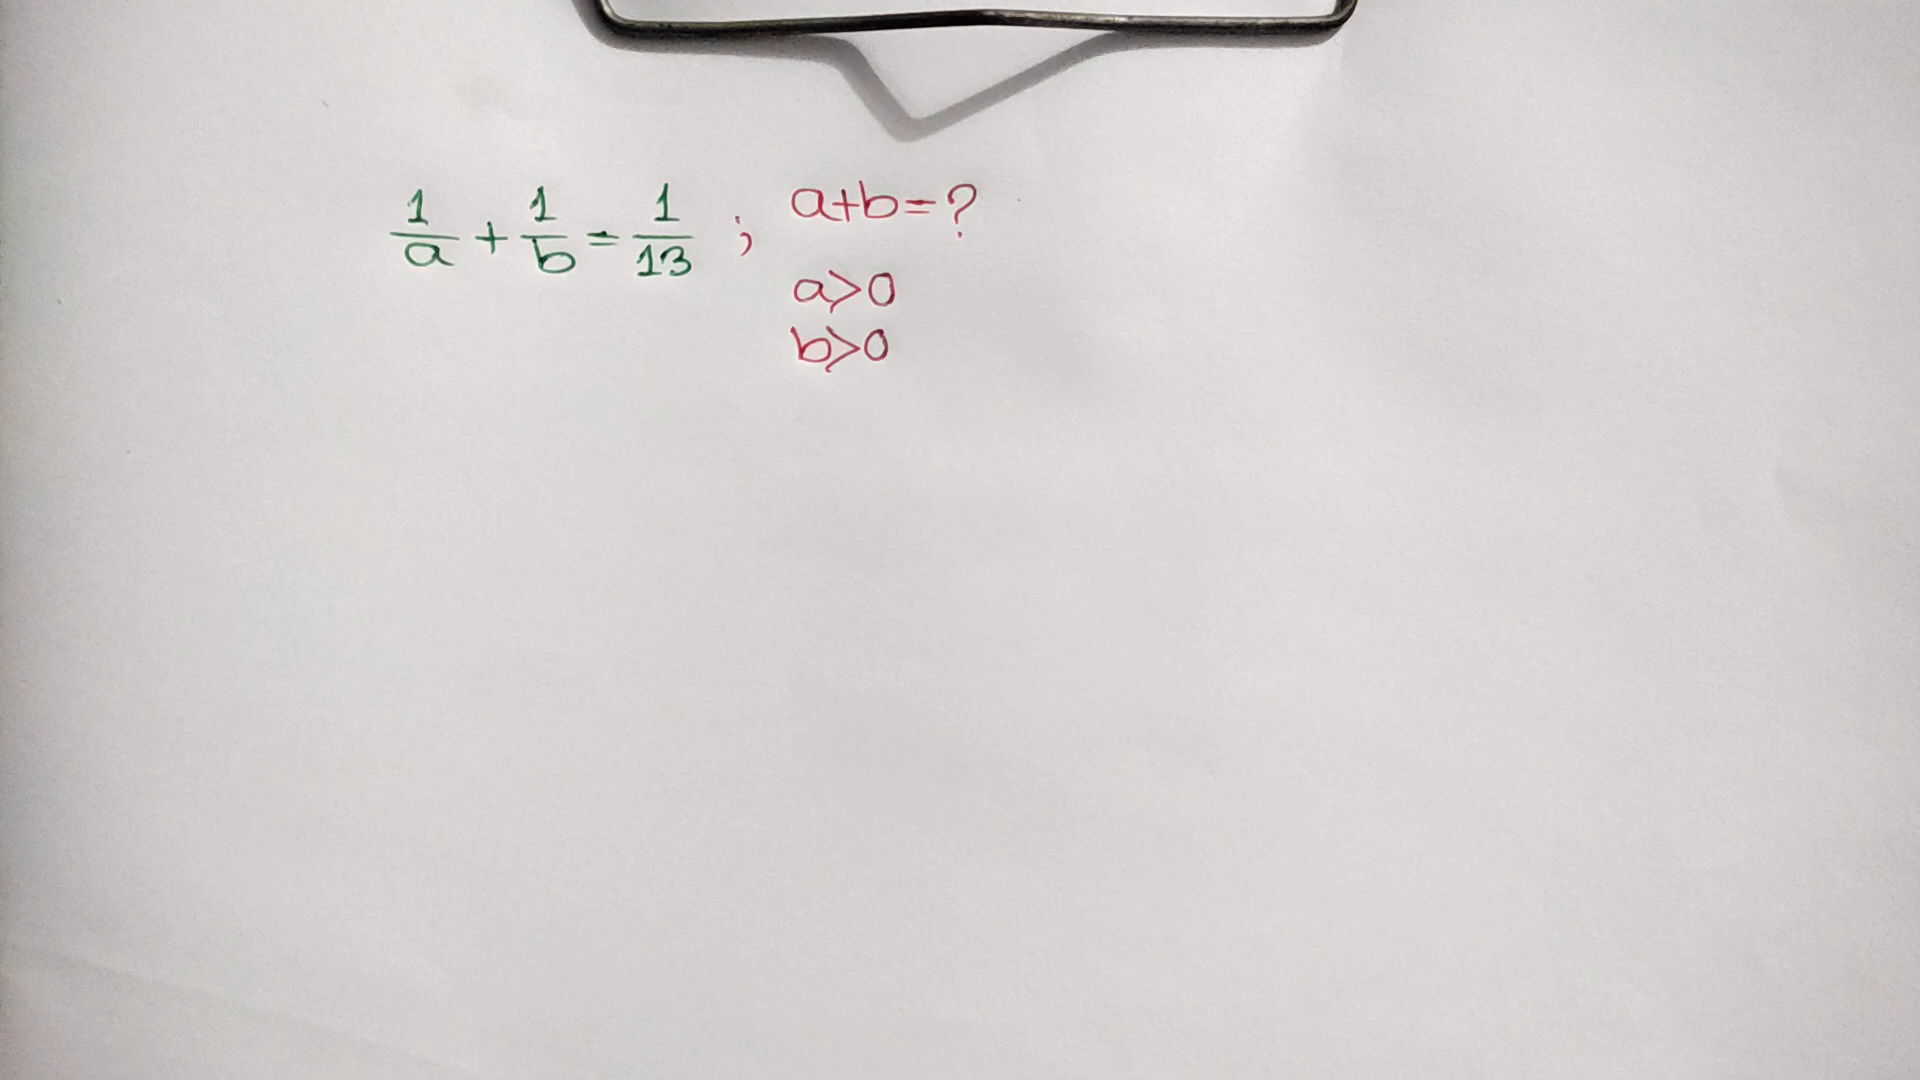 1/a + 1/b = 1/13 ; a+b=?
a>0
b>0